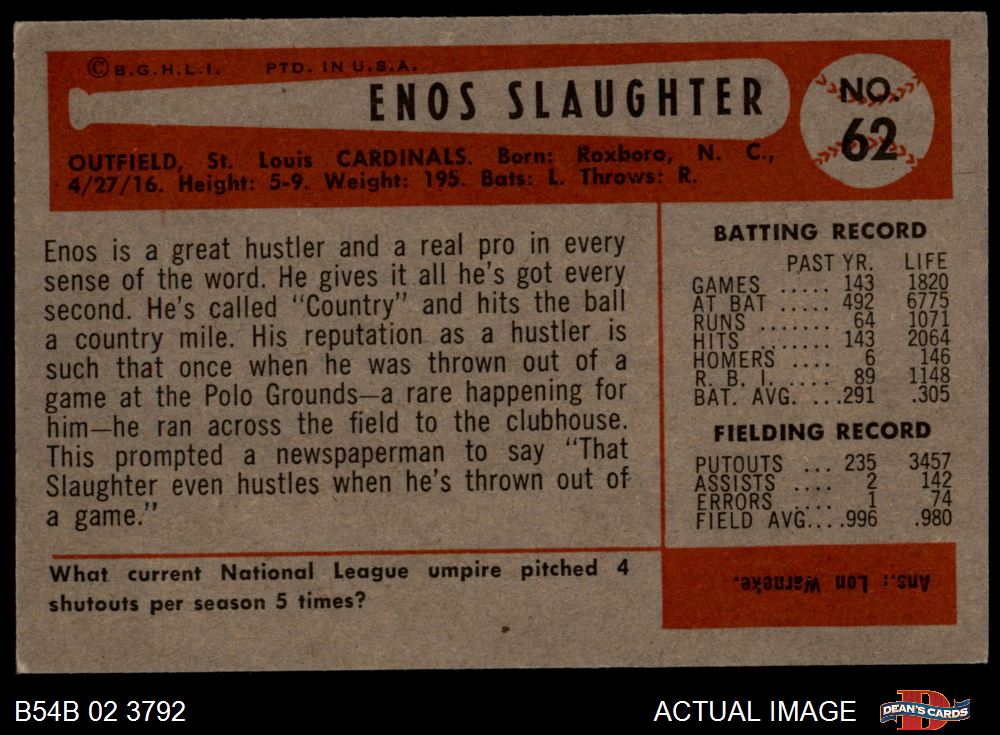 © B.G.H.L.I. PTD. IN U.S.A.
ENOS SLAUGHTER
NO.
62
OUTFIELD, St. Louis CARDINALS. Born: Roxboro, N. C.,
4/27/16. Height: 5-9. Weight: 195. Bats: L. Throws: R.
Enos is a great hustler and a real pro in every
sense of the word. He gives it all he's got every
second. He's called "Country" and hits the ball
a country mile. His reputation as a hustler is
such that once when he was thrown out of a
game at the Polo Grounds—a rare happening for
him—he ran across the field to the clubhouse.
This prompted a newspaperman to say "That
Slaughter even hustles when he's thrown out of
a game."
What current National League umpire pitched 4
shutouts per season 5 times?
BATTING RECORD
PAST YR. LIFE
GAMES ..... 143 1820
AT BAT ..... 492 6775
RUNS ....... 64 1071
HITS ....... 143 2064
HOMERS .... 6 146
R. B. I. ..... 89 1148
BAT. AVG. ...291 .305
FIELDING RECORD
PUTOUTS ... 235 3457
ASSISTS .... 2 142
ERRORS .... 1 74
FIELD AVG....996 .980
Ans.: Lon Warneke.
B54B 02 3792
ACTUAL IMAGE
D
DEAN'S CARDS